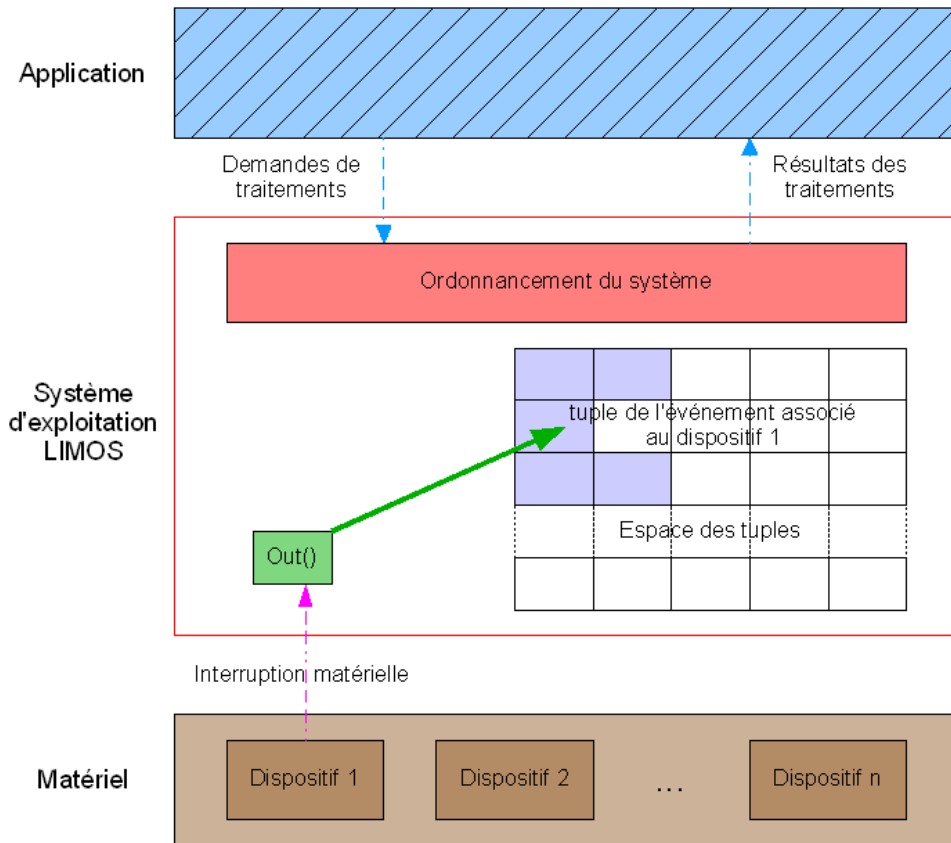 Application
Demandes de
traitements
Résultats des
traitements
Ordonnancement du système
Système
d'exploitation
LIMOS
tuple de l'événement associé
au dispositif 1
Espace des tuples
Out()
Interruption matérielle
Matériel
Dispositif 1
Dispositif 2
...
Dispositif n